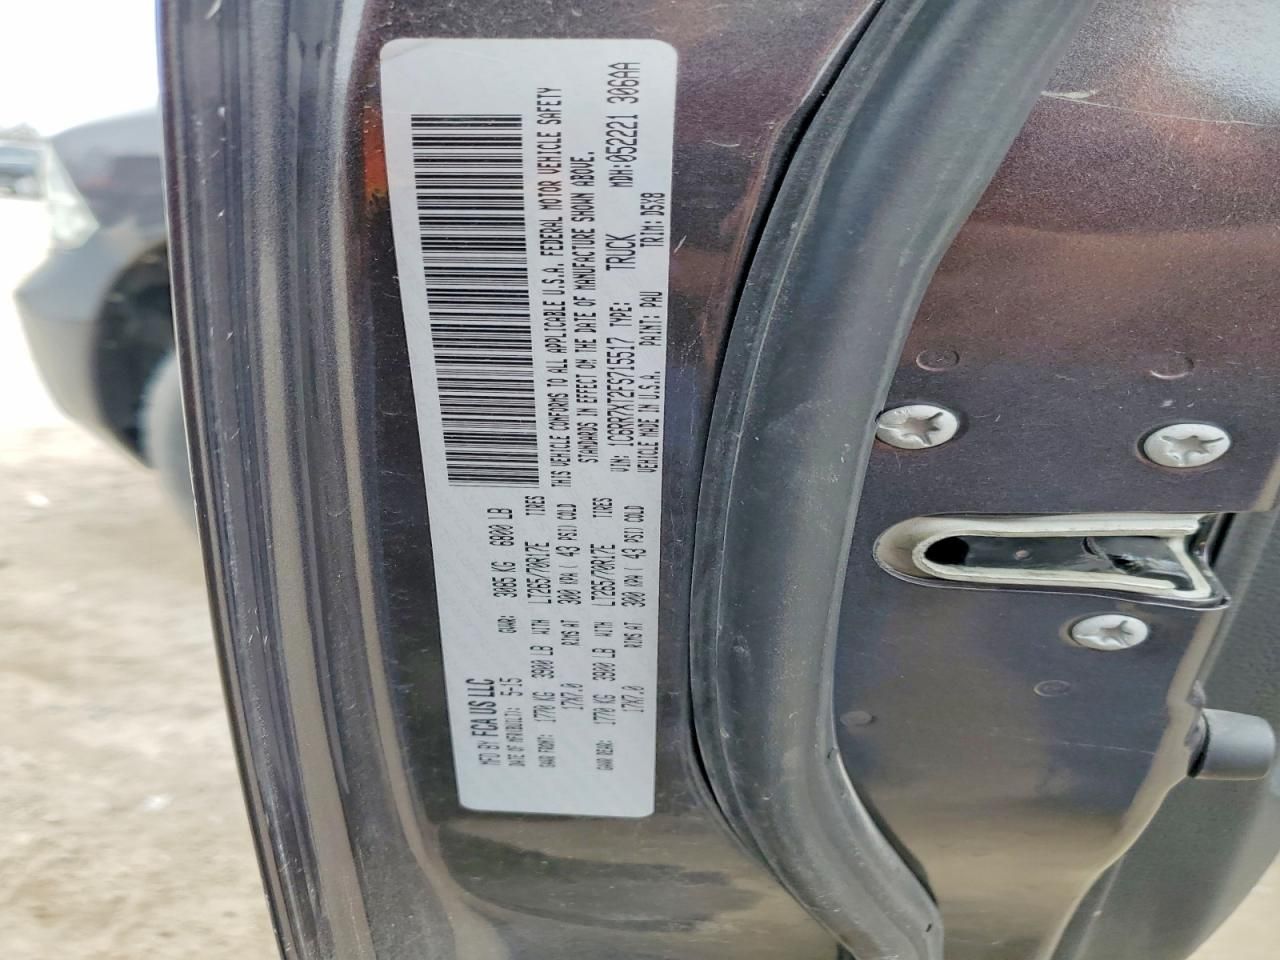 MFD BY FCA US LLC
DATE OF MFR/BUILT: 5-15 GVWR: 3085 KG 6800 LB
GAWR FRONT: 1770 KG 3900 LB WITH LT265/70R17E TIRES
17X7.0 RIMS AT 300 KPA ( 43 PSI) COLD
GAWR REAR: 1770 KG 3900 LB WITH LT265/70R17E TIRES
17X7.0 RIMS AT 300 KPA ( 43 PSI) COLD
THIS VEHICLE CONFORMS TO ALL APPLICABLE U.S.A. FEDERAL MOTOR VEHICLE SAFETY
STANDARDS IN EFFECT ON THE DATE OF MANUFACTURE SHOWN ABOVE.
VIN: 1C6RR7XT2FS715517 TYPE: TRUCK MDH:052221 306AA
VEHICLE MADE IN U.S.A. PAINT: PAU TRIM: D5X8